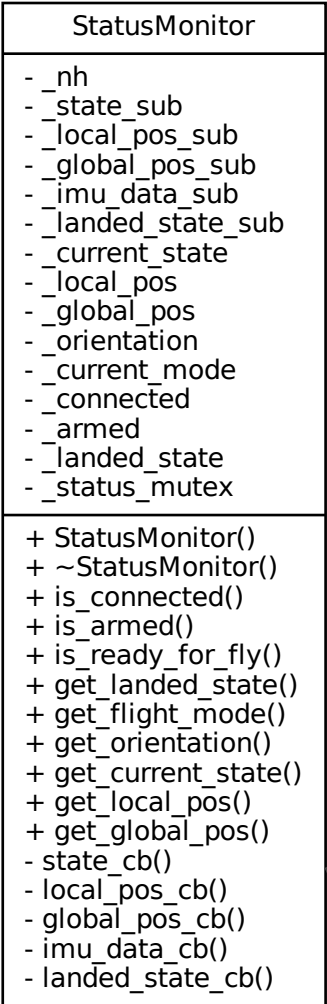 StatusMonitor
- _nh
- _state_sub
- _local_pos_sub
- _global_pos_sub
- _imu_data_sub
- _landed_state_sub
- _current_state
- _local_pos
- _global_pos
- _orientation
- _current_mode
- _connected
- _armed
- _landed_state
- _status_mutex
+ StatusMonitor()
+ ~StatusMonitor()
+ is_connected()
+ is_armed()
+ is_ready_for_fly()
+ get_landed_state()
+ get_flight_mode()
+ get_orientation()
+ get_current_state()
+ get_local_pos()
+ get_global_pos()
- state_cb()
- local_pos_cb()
- global_pos_cb()
- imu_data_cb()
- landed_state_cb()